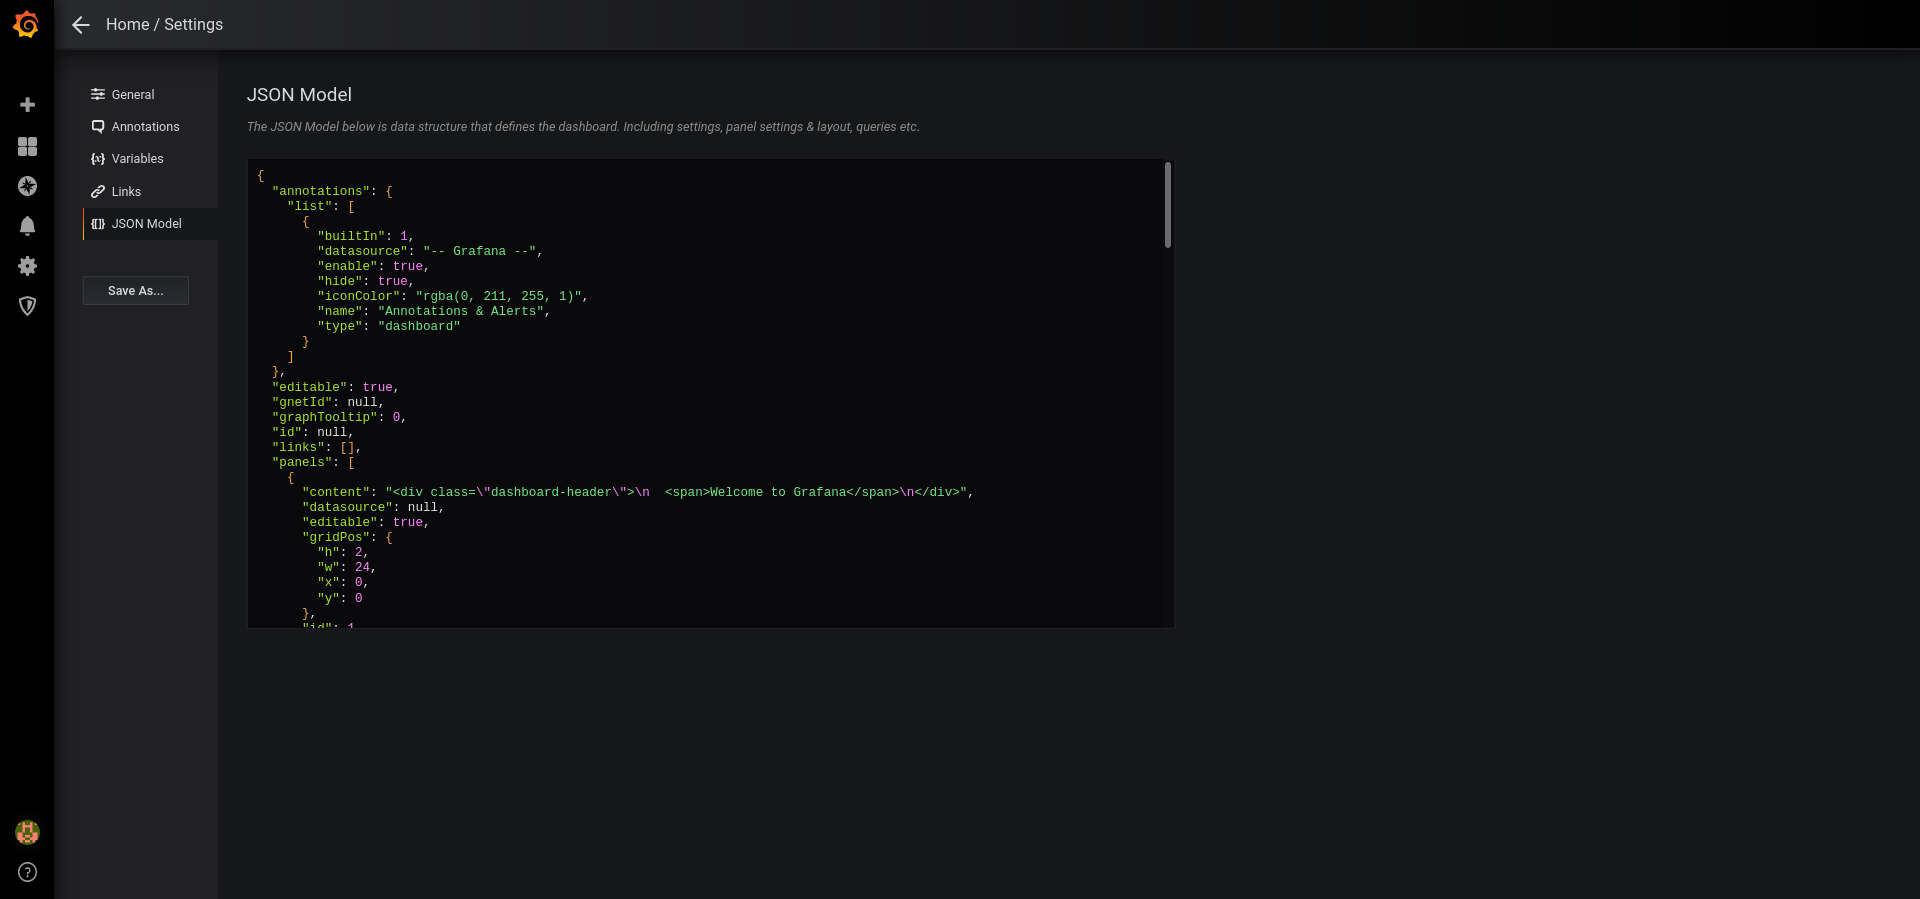 Home / Settings
General
Annotations
Variables
Links
JSON Model
Save As...
JSON Model
The JSON Model below is data structure that defines the dashboard. Including settings, panel settings & layout, queries etc.
{
  "annotations": {
    "list": [
      {
        "builtIn": 1,
        "datasource": "-- Grafana --",
        "enable": true,
        "hide": true,
        "iconColor": "rgba(0, 211, 255, 1)",
        "name": "Annotations & Alerts",
        "type": "dashboard"
      }
    ]
  },
  "editable": true,
  "gnetId": null,
  "graphTooltip": 0,
  "id": null,
  "links": [],
  "panels": [
    {
      "content": "<div class=\"dashboard-header\">\n  <span>Welcome to Grafana</span>\n</div>",
      "datasource": null,
      "editable": true,
      "gridPos": {
        "h": 2,
        "w": 24,
        "x": 0,
        "y": 0
      },
      "id": 1